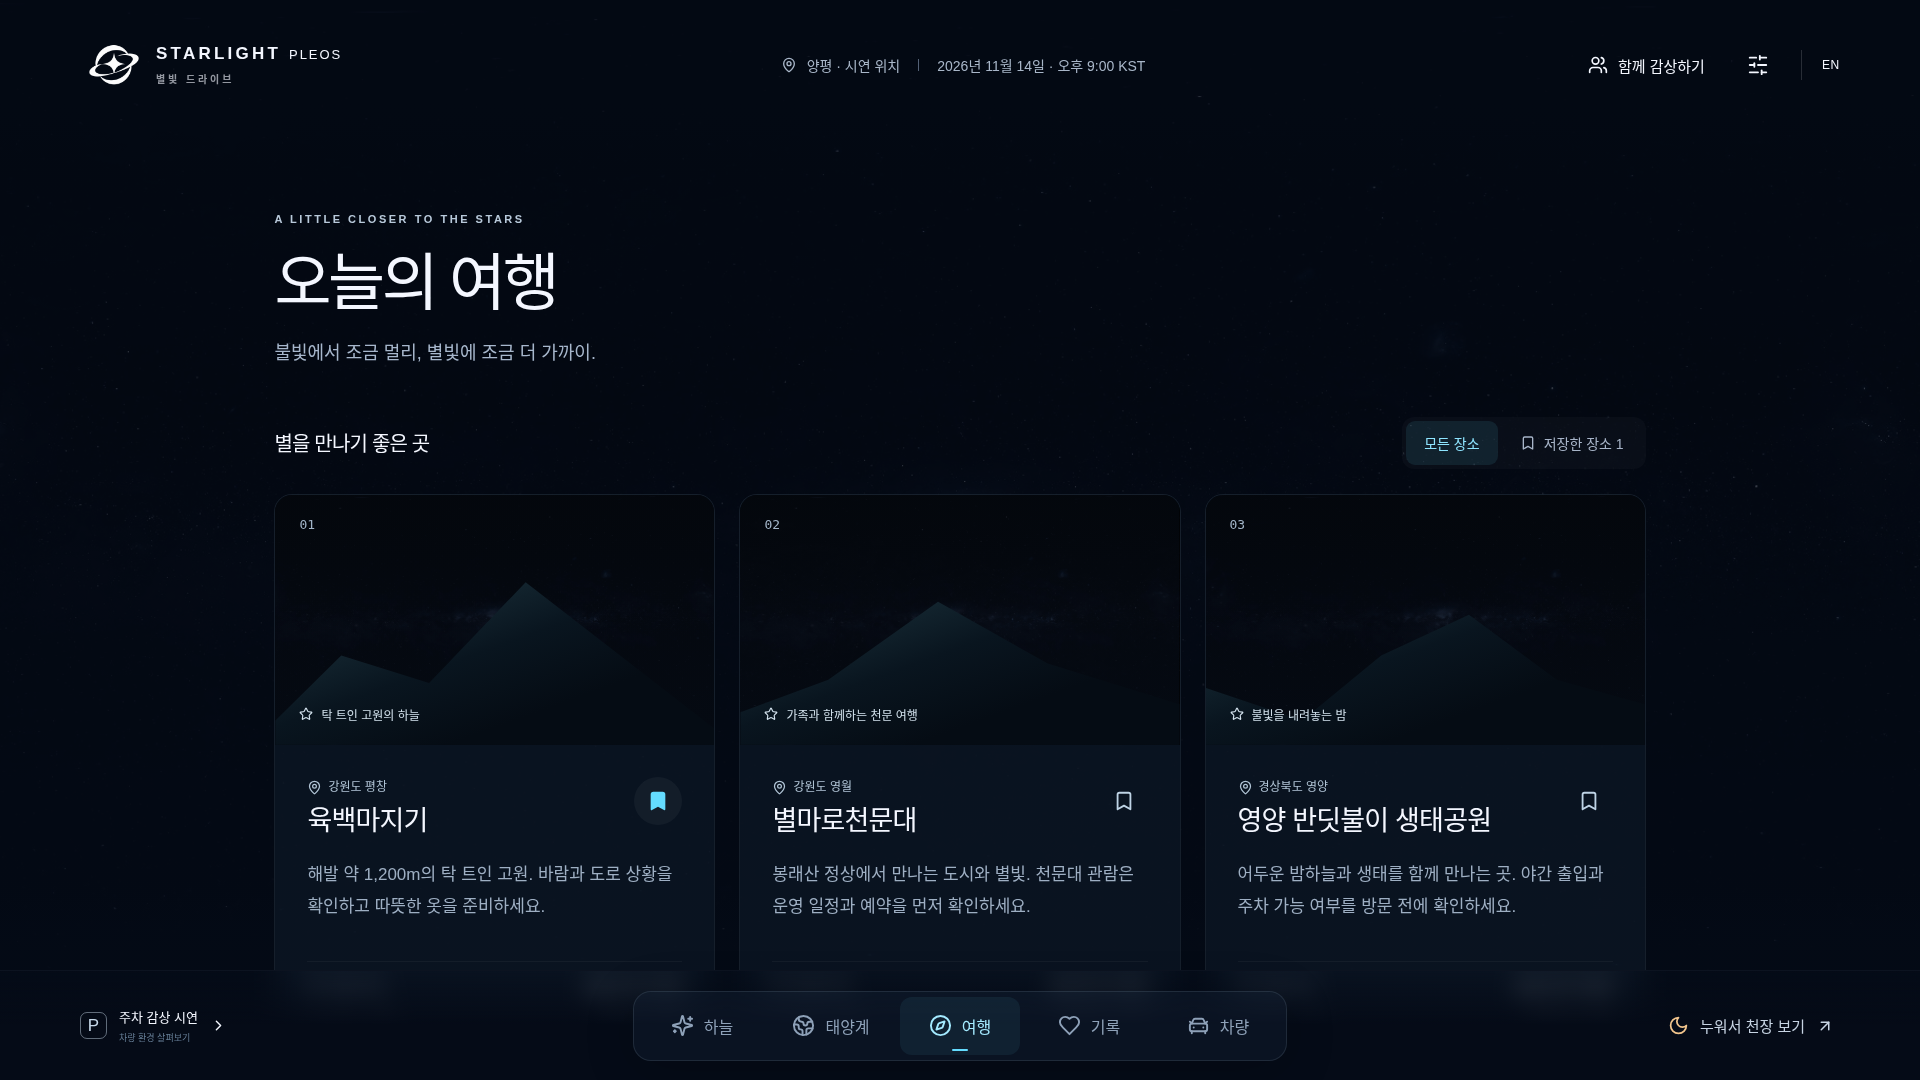 STARLIGHT PLEOS
별빛 드라이브
양평 · 시연 위치
2026년 11월 14일 · 오후 9:00 KST
함께 감상하기
EN
A LITTLE CLOSER TO THE STARS
오늘의 여행
불빛에서 조금 멀리, 별빛에 조금 더 가까이.
별을 만나기 좋은 곳
모든 장소
저장한 장소 1
01
탁 트인 고원의 하늘
강원도 평창
육백마지기
해발 약 1,200m의 탁 트인 고원. 바람과 도로 상황을
확인하고 따뜻한 옷을 준비하세요.
02
가족과 함께하는 천문 여행
강원도 영월
별마로천문대
봉래산 정상에서 만나는 도시와 별빛. 천문대 관람은
운영 일정과 예약을 먼저 확인하세요.
03
불빛을 내려놓는 밤
경상북도 영양
영양 반딧불이 생태공원
어두운 밤하늘과 생태를 함께 만나는 곳. 야간 출입과
주차 가능 여부를 방문 전에 확인하세요.
P
주차 감상 시연
차량 환경 살펴보기
하늘
태양계
여행
기록
차량
누워서 천장 보기